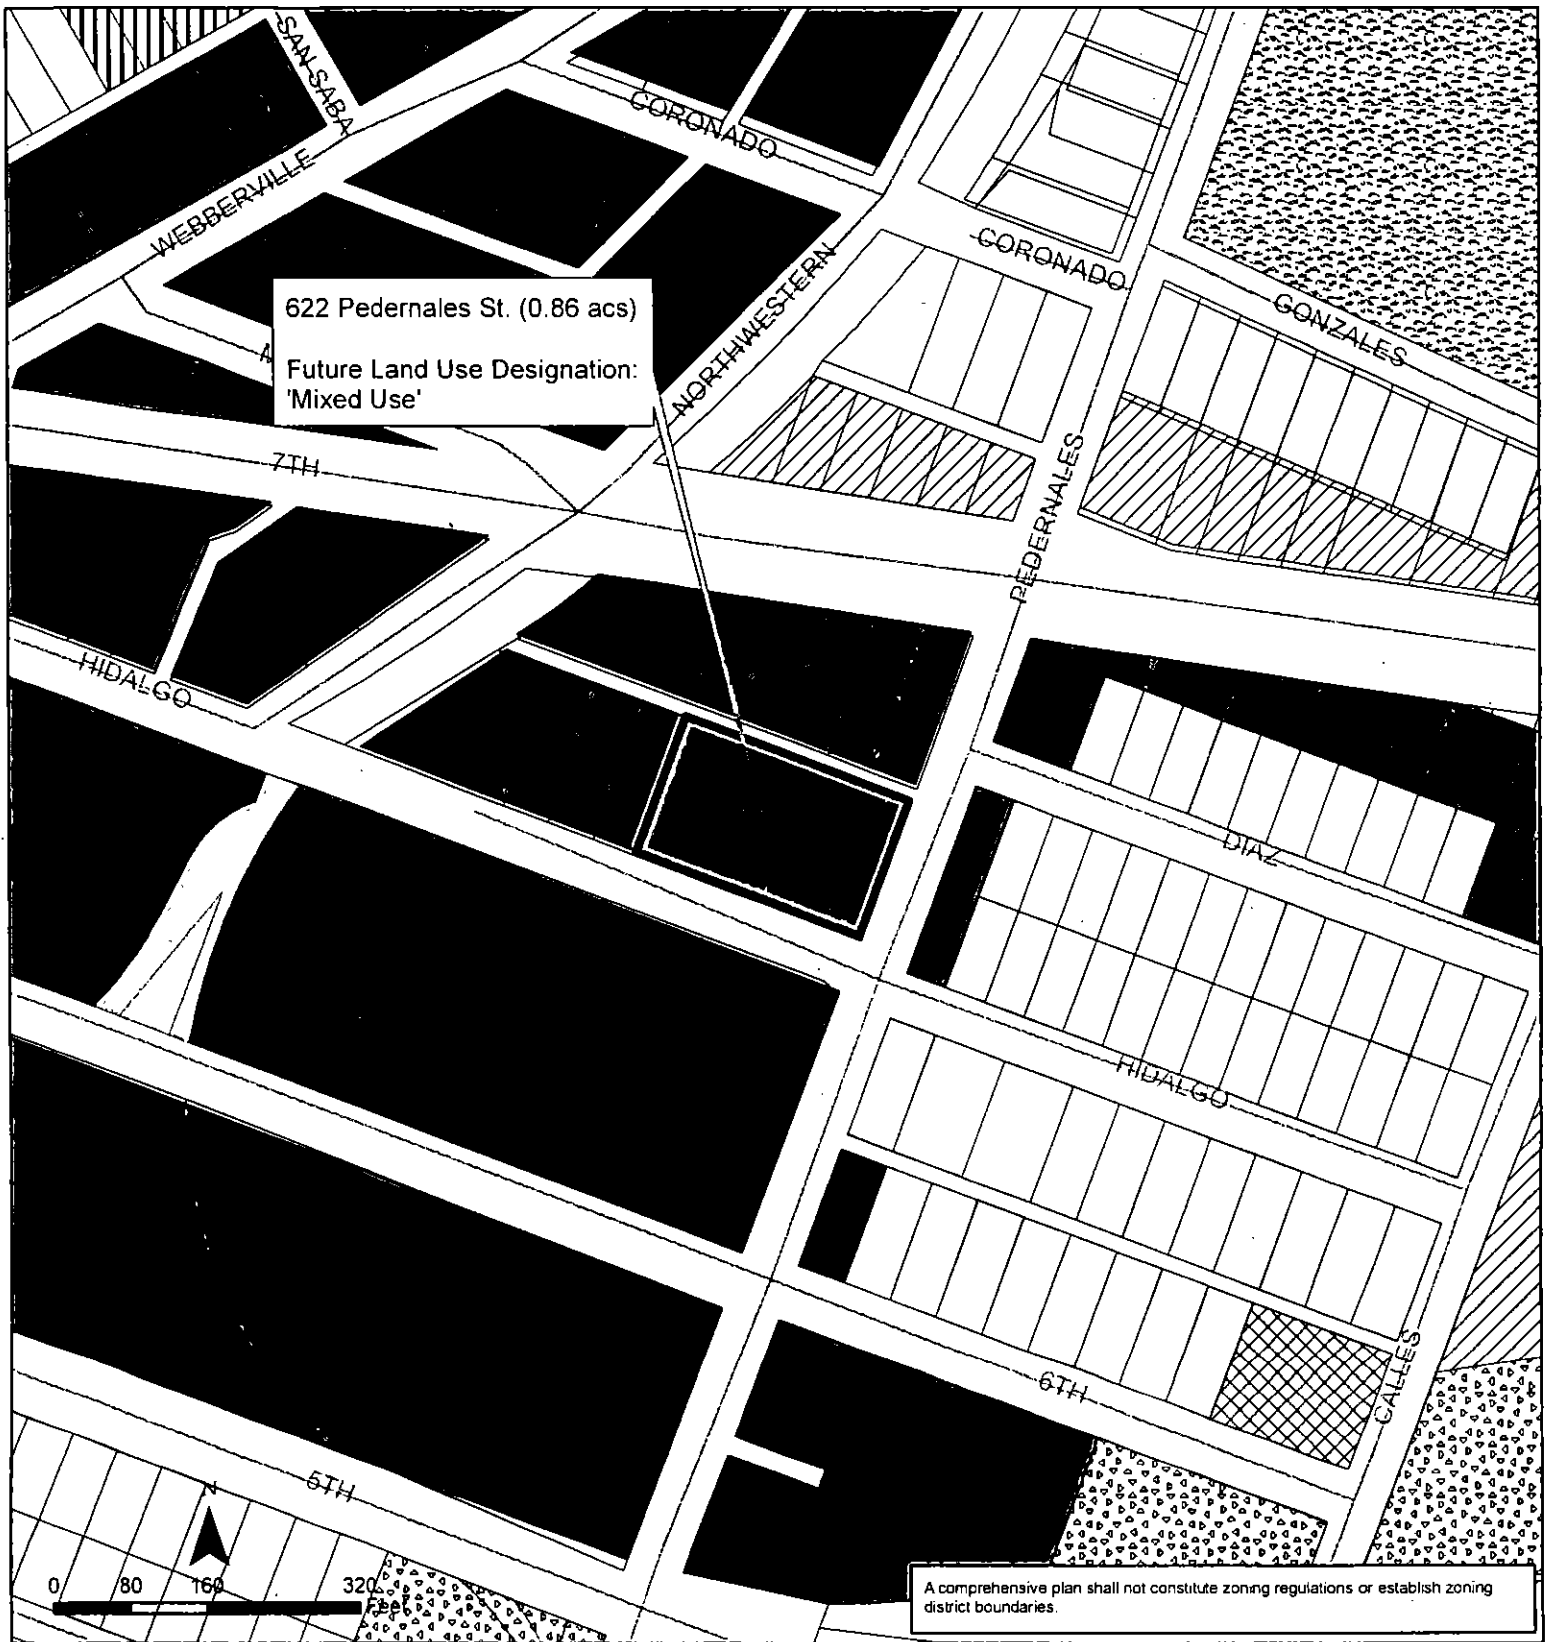 SAN SABA
CORONADO
WEBBERVILLE
CORONADO
NORTHWESTERN
GONZALES
622 Pedernales St. (0.86 acs)
Future Land Use Designation:
'Mixed Use'
7TH
PEDERNALES
HIDALGO
DIAZ
HIDALGO
6TH
CALLES
5TH
N
0 80 160 320
Feet
A comprehensive plan shall not constitute zoning regulations or establish zoning
district boundaries.